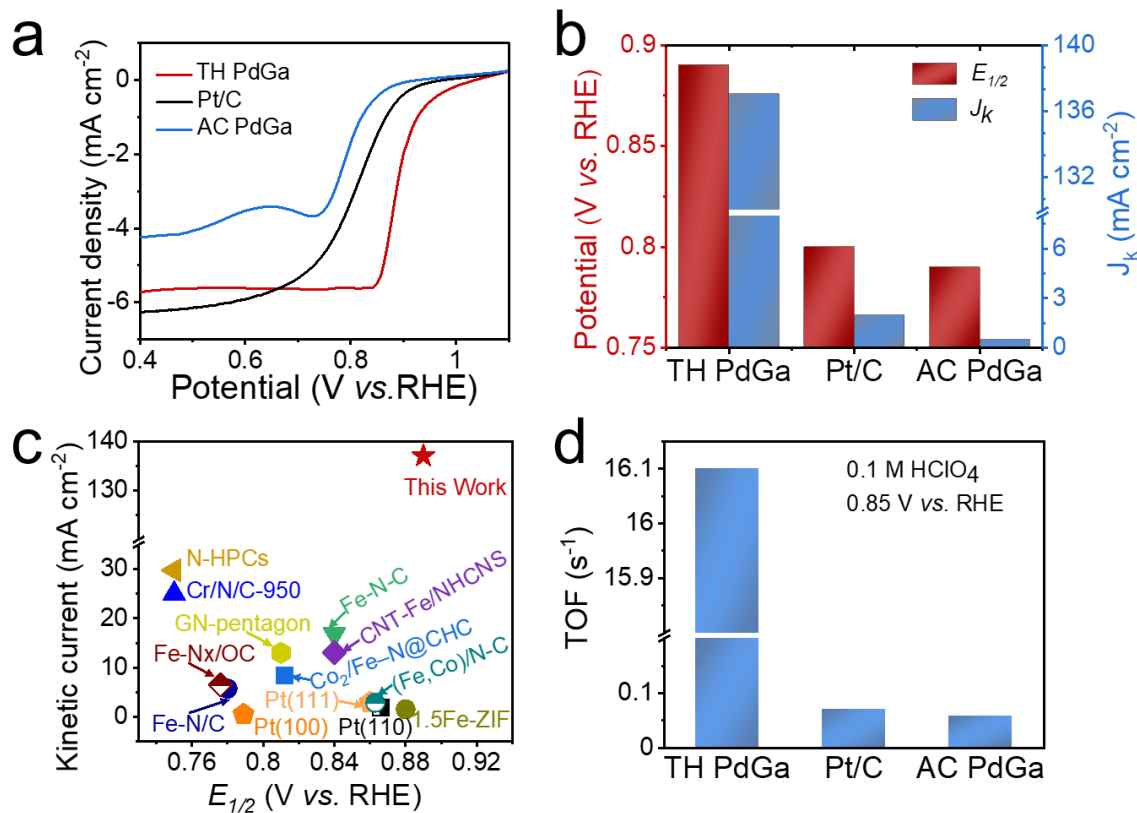 a
Current density (mA cm⁻²)
0
-2
-4
-6
TH PdGa
Pt/C
AC PdGa
0.4
0.6
0.8
1
Potential (V vs.RHE)
b
Potential (V vs. RHE)
0.9
0.85
0.8
0.75
E1/2
Jk
140
136
132
6
3
0
Jk (mA cm⁻²)
TH PdGa
Pt/C
AC PdGa
c
Kinetic current (mA cm⁻²)
140
130
30
20
10
0
This Work
N-HPCs
Cr/N/C-950
Fe-N-C
CNT-Fe/NHCNS
GN-pentagon
Fe-Nx/OC
Co₂/Fe–N@CHC
(Fe,Co)/N-C
Pt(111)
Fe-N/C
Pt(100)
Pt(110)
1.5Fe-ZIF
0.76
0.8
0.84
0.88
0.92
E1/2 (V vs. RHE)
d
TOF (s⁻¹)
16.1
16
15.9
0.1
0
0.1 M HClO₄
0.85 V vs. RHE
TH PdGa
Pt/C
AC PdGa